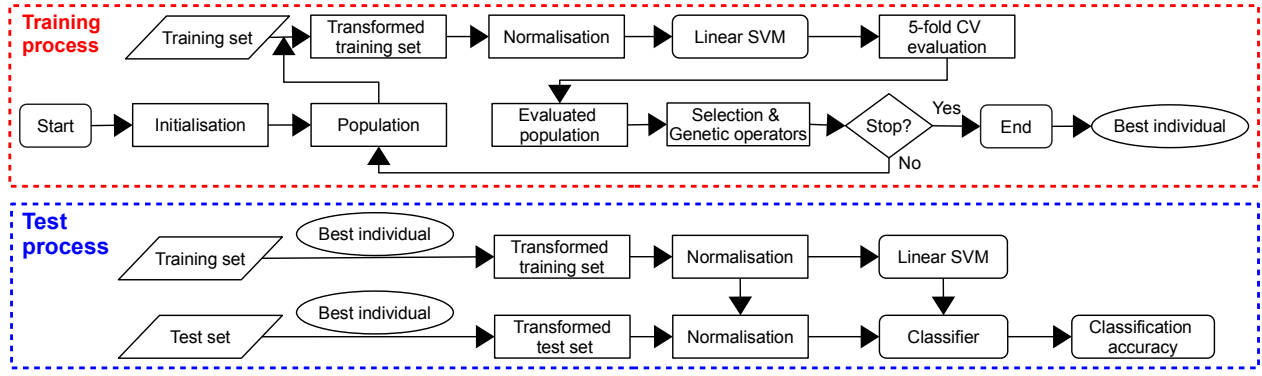 Training
process
Training set
Transformed
training set
Normalisation
Linear SVM
5-fold CV
evaluation
Start
Initialisation
Population
Evaluated
population
Selection &
Genetic operators
Stop?
Yes
No
End
Best individual
Test
process
Training set
Best individual
Transformed
training set
Normalisation
Linear SVM
Test set
Best individual
Transformed
test set
Normalisation
Classifier
Classification
accuracy